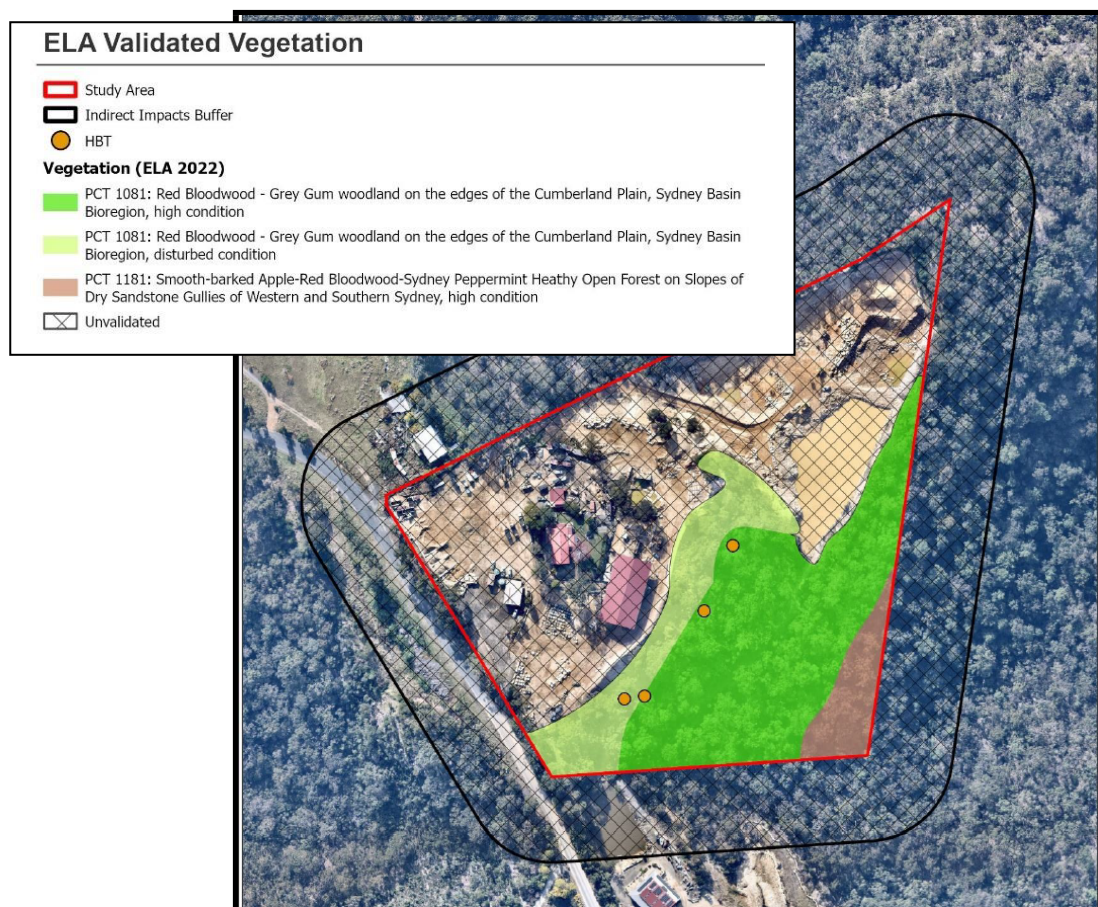 ELA Validated Vegetation
Study Area
Indirect Impacts Buffer
HBT
Vegetation (ELA 2022)
PCT 1081: Red Bloodwood - Grey Gum woodland on the edges of the Cumberland Plain, Sydney Basin
Bioregion, high condition
PCT 1081: Red Bloodwood - Grey Gum woodland on the edges of the Cumberland Plain, Sydney Basin
Bioregion, disturbed condition
PCT 1181: Smooth-barked Apple-Red Bloodwood-Sydney Peppermint Heathy Open Forest on Slopes of
Dry Sandstone Gullies of Western and Southern Sydney, high condition
Unvalidated